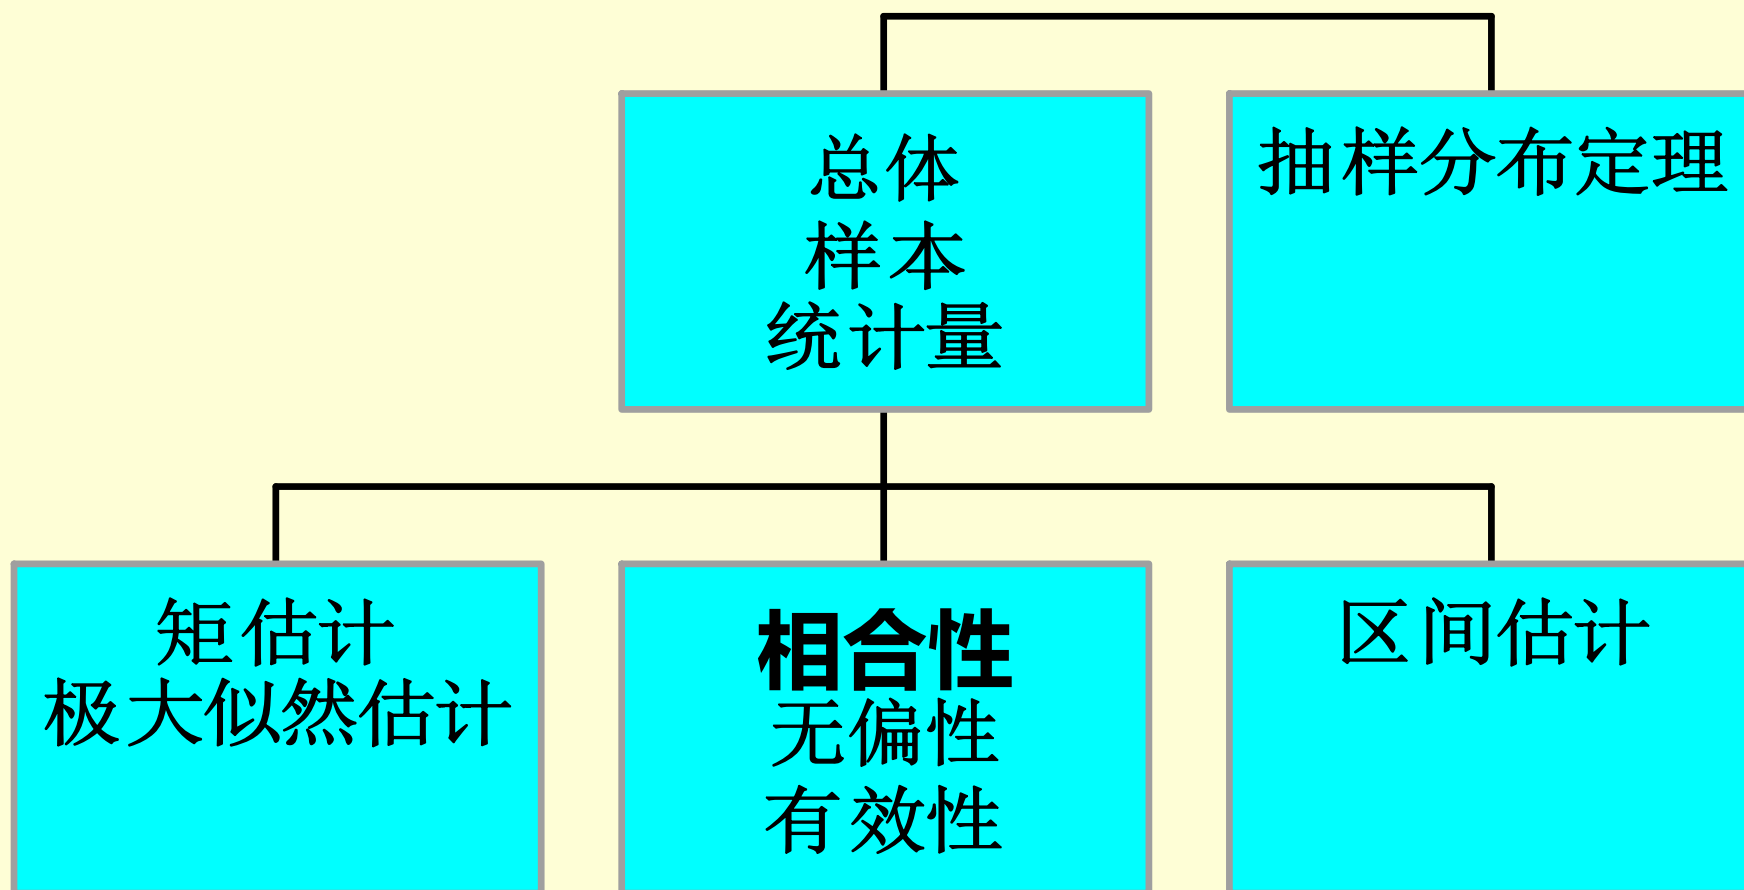 总体
样本
统计量
抽样分布定理
矩估计
极大似然估计
相合性
无偏性
有效性
区间估计